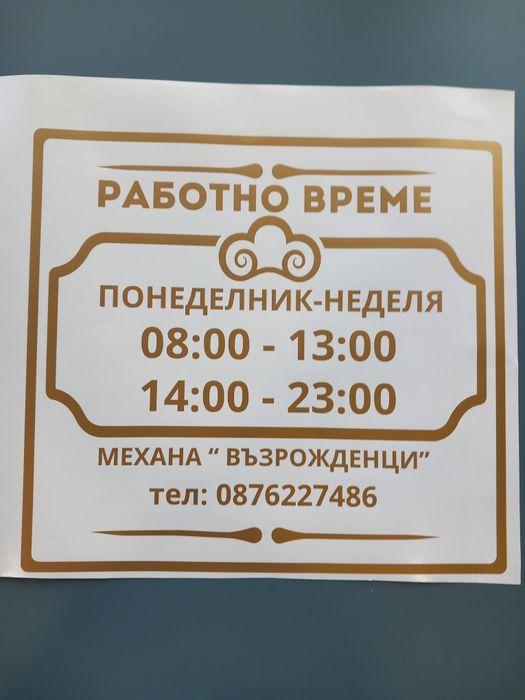 РАБОТНО ВРЕМЕ
ПОНЕДЕЛНИК-НЕДЕЛЯ
08:00 - 13:00
14:00 - 23:00
МЕХАНА “ ВЪЗРОЖДЕНЦИ”
тел: 0876227486